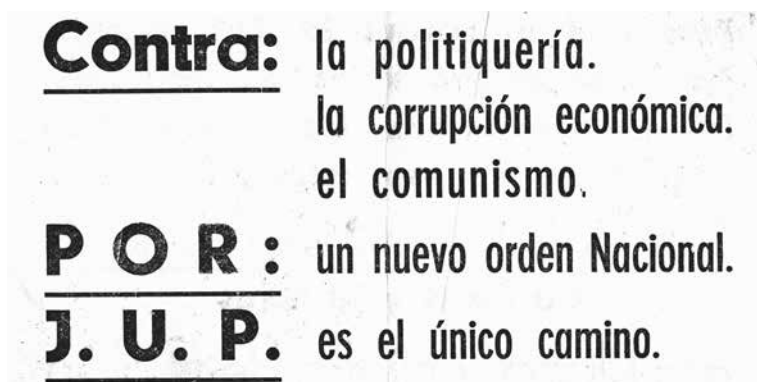 Contra: la politiquería.
la corrupción económica.
el comunismo.
POR: un nuevo orden Nacional.
J. U. P. es el único camino.